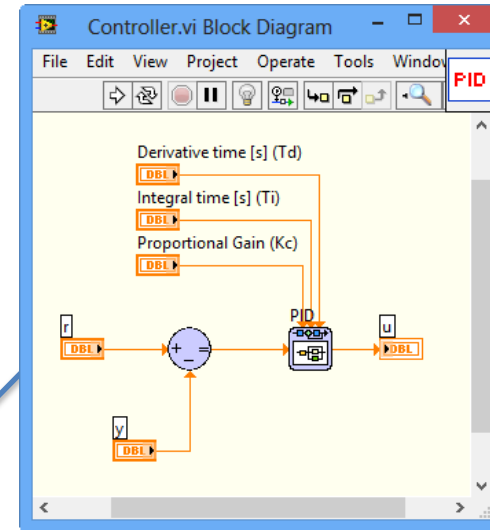 Controller.vi Block Diagram
File Edit View Project Operate Tools Window
PID
Derivative time [s] (Td)
DBL
Integral time [s] (Ti)
DBL
Proportional Gain (Kc)
DBL
PID
r
u
DBL
+ - =
DBL
y
DBL